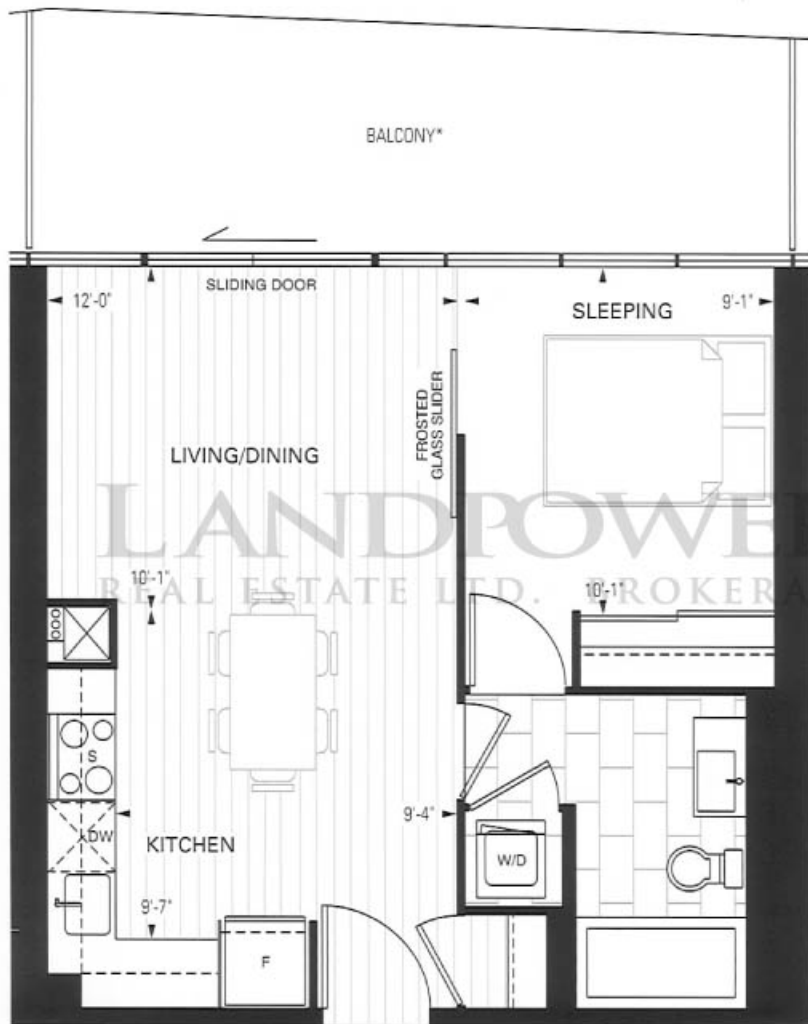 BALCONY*
SLIDING DOOR
12'-0"
SLEEPING
9'-1"
FROSTED
GLASS SLIDER
LIVING/DINING
LANDPOWE
REAL ESTATE LTD. BROKERA
10'-1"
10'-1"
S
DW
KITCHEN
9'-4"
W/D
9'-7"
F